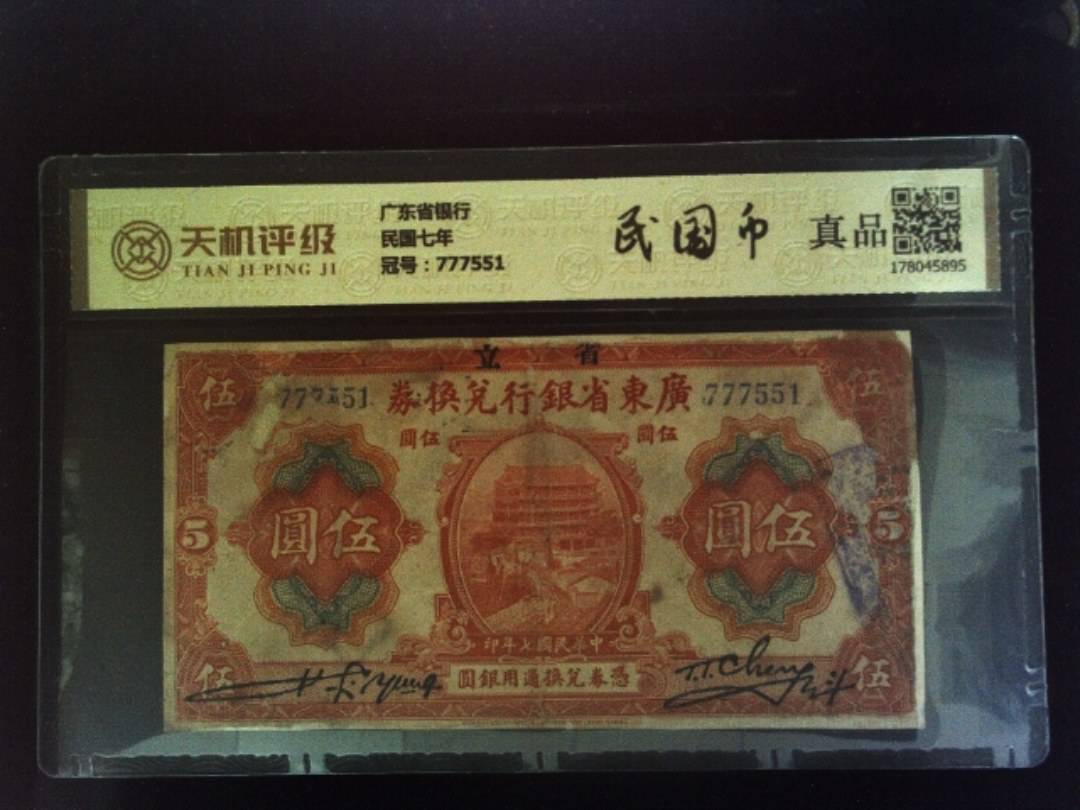 天机评级
TIAN JI PING JI
广东省银行
民国七年
冠号：777551
民国币
真品
178045895
省立
伍
777551
廣東省銀行兌換券
777551
伍
伍圓
伍圓
伍圓
伍圓
5
5
中華民國七年印
憑券兌換通用銀圓
伍
伍